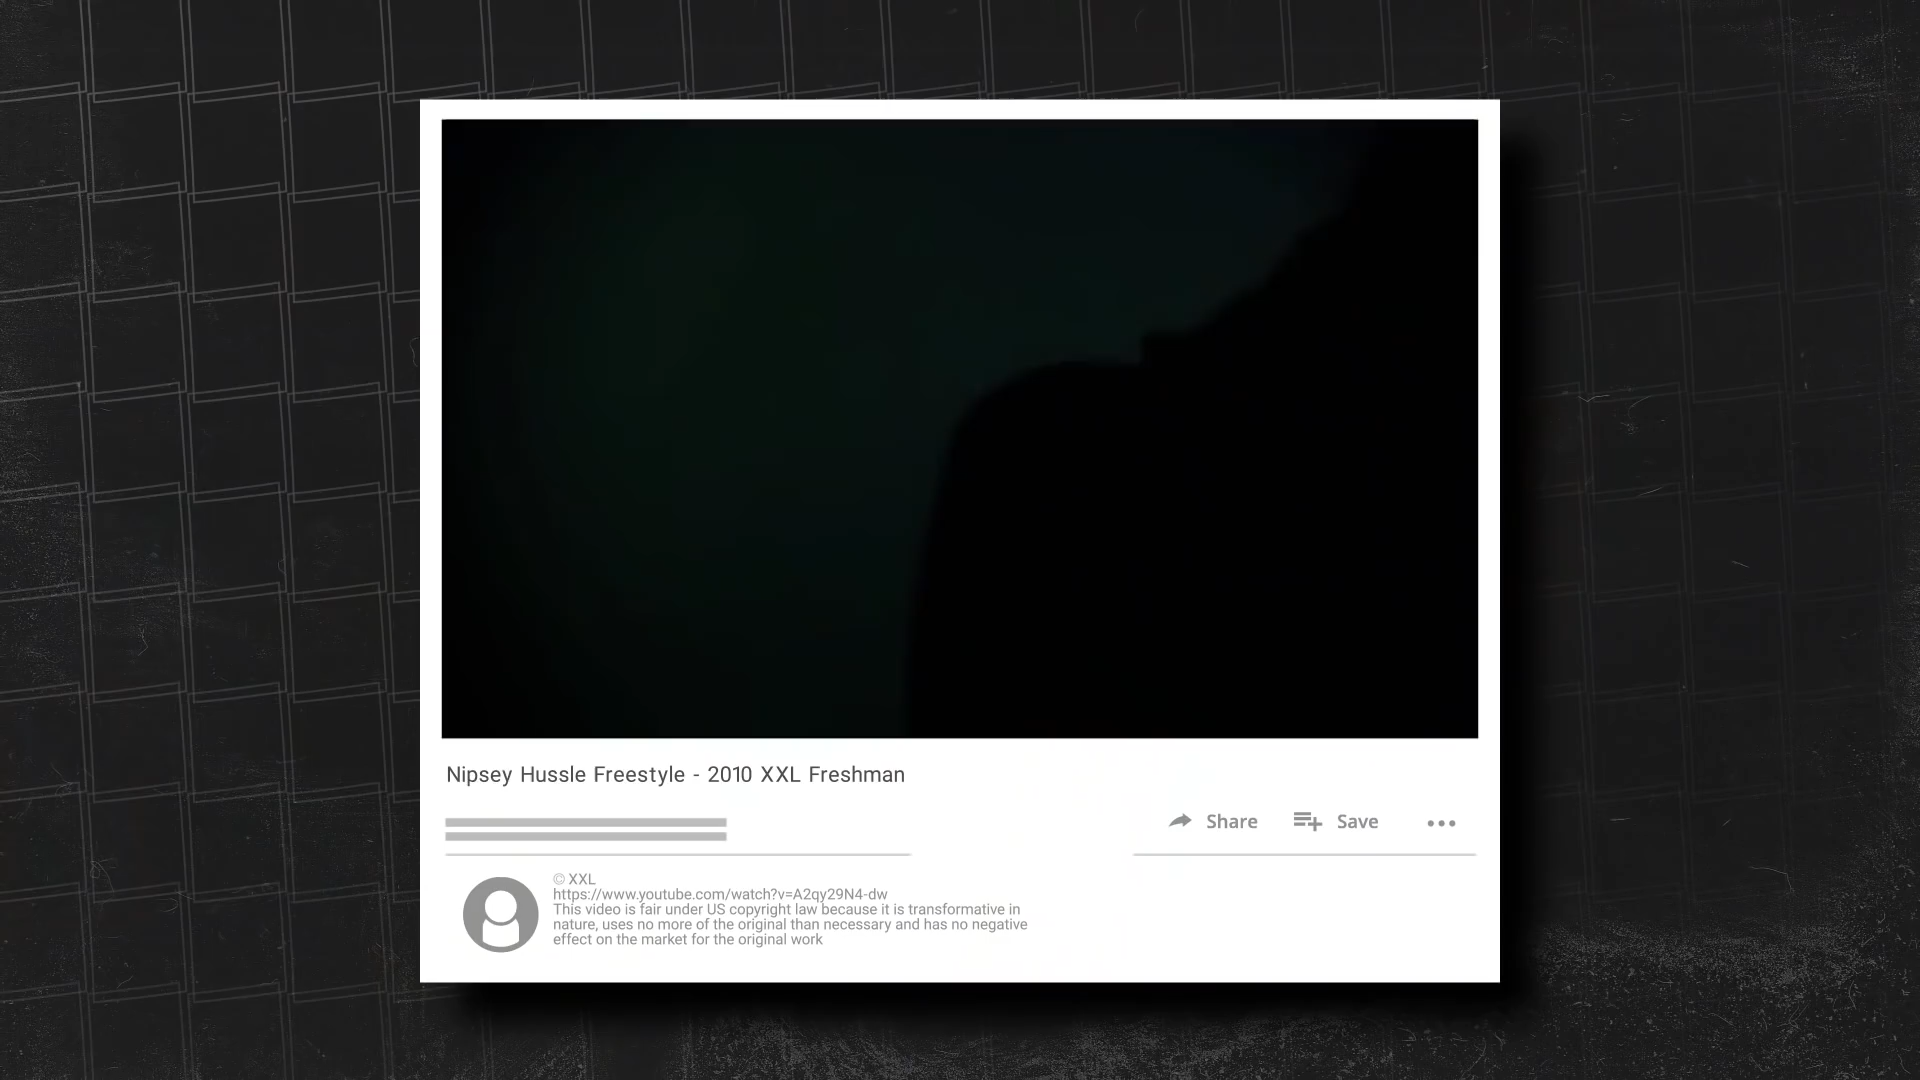 Nipsey Hussle Freestyle - 2010 XXL Freshman
Share
Save
© XXL
https://www.youtube.com/watch?v=A2qy29N4-dw
This video is fair under US copyright law because it is transformative in
nature, uses no more of the original than necessary and has no negative
effect on the market for the original work